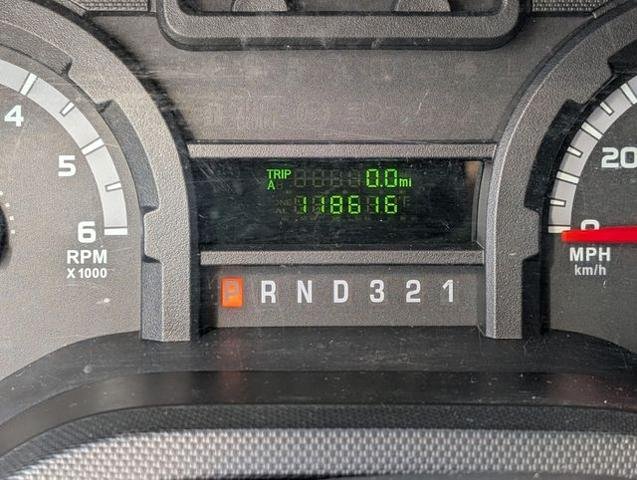 4
5
6
RPM
X 1000
TRIP
A 0.0 mi
118616
P R N D 3 2 1
20
0
MPH
km/h